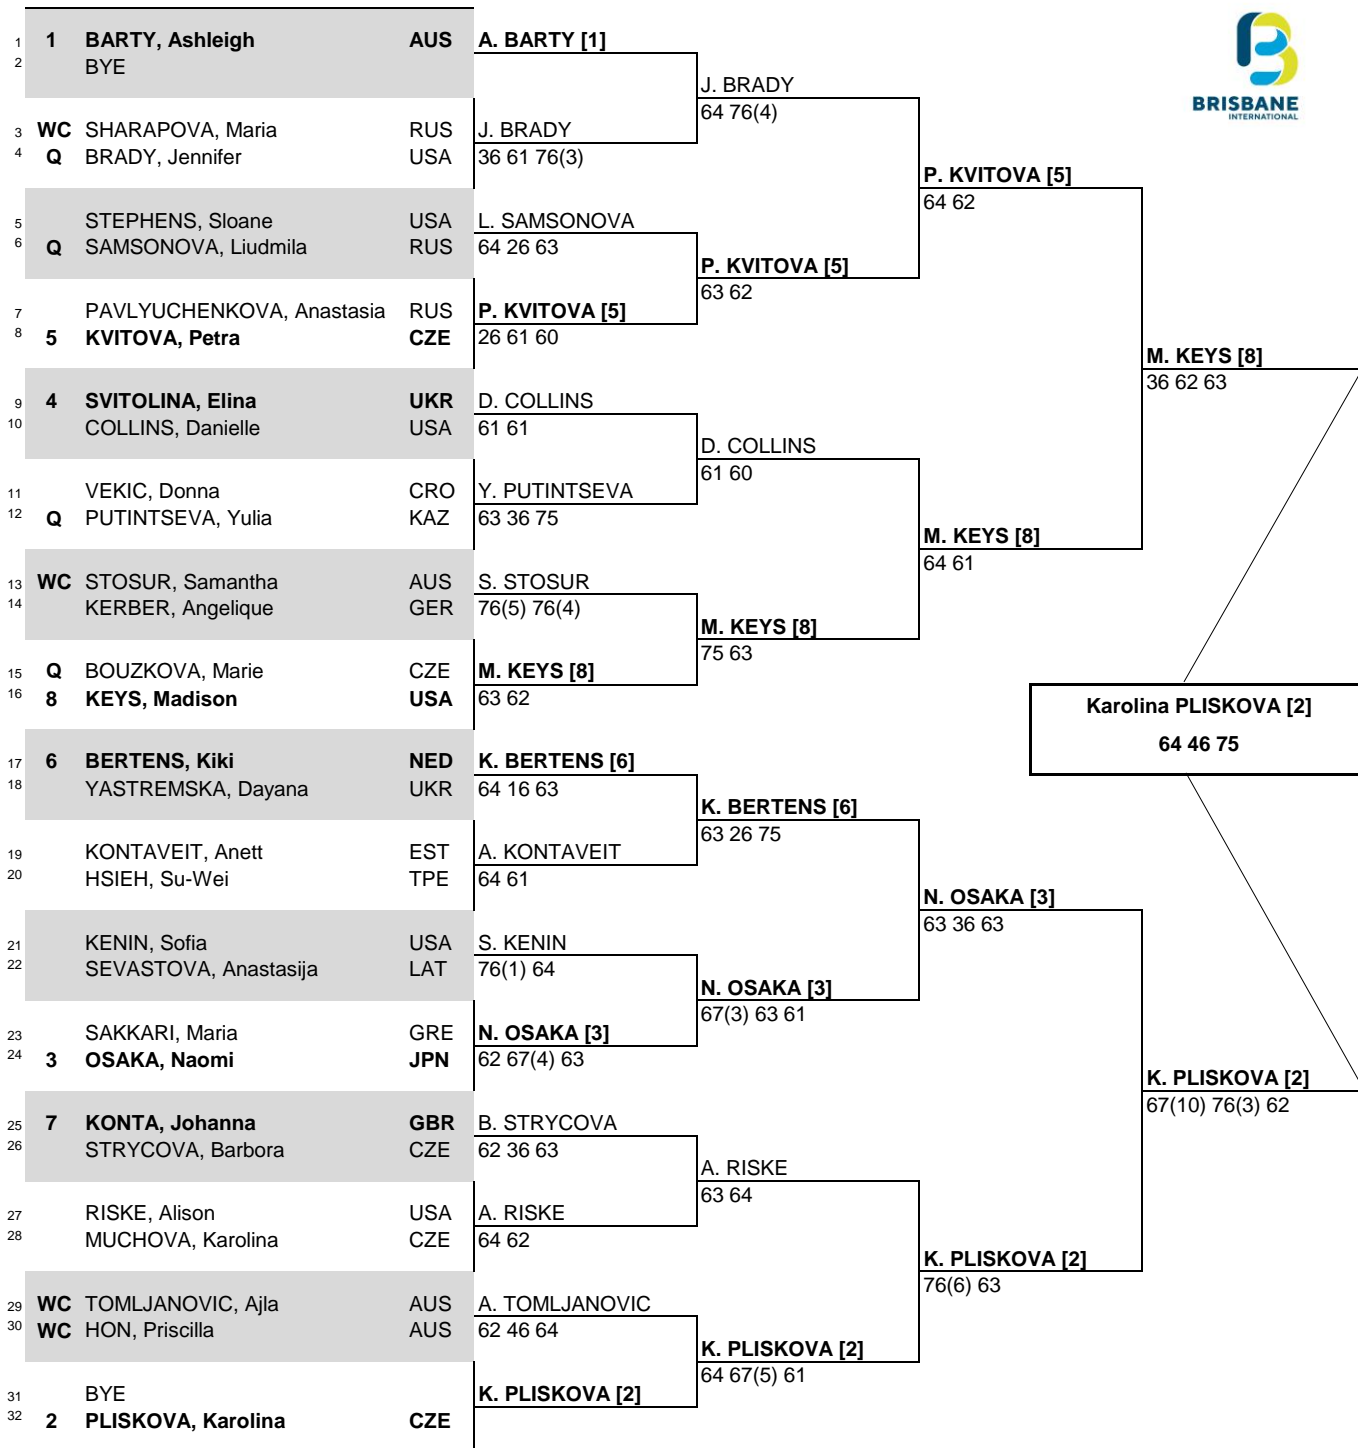 1 1 BARTY, Ashleigh AUS
2 BYE
3 WC SHARAPOVA, Maria RUS
4 Q BRADY, Jennifer USA
5 STEPHENS, Sloane USA
6 Q SAMSONOVA, Liudmila RUS
7 PAVLYUCHENKOVA, Anastasia RUS
8 5 KVITOVA, Petra CZE
9 4 SVITOLINA, Elina UKR
10 COLLINS, Danielle USA
11 VEKIC, Donna CRO
12 Q PUTINTSEVA, Yulia KAZ
13 WC STOSUR, Samantha AUS
14 KERBER, Angelique GER
15 Q BOUZKOVA, Marie CZE
16 8 KEYS, Madison USA
17 6 BERTENS, Kiki NED
18 YASTREMSKA, Dayana UKR
19 KONTAVEIT, Anett EST
20 HSIEH, Su-Wei TPE
21 KENIN, Sofia USA
22 SEVASTOVA, Anastasija LAT
23 SAKKARI, Maria GRE
24 3 OSAKA, Naomi JPN
25 7 KONTA, Johanna GBR
26 STRYCOVA, Barbora CZE
27 RISKE, Alison USA
28 MUCHOVA, Karolina CZE
29 WC TOMLJANOVIC, Ajla AUS
30 WC HON, Priscilla AUS
31 BYE
32 2 PLISKOVA, Karolina CZE
A. BARTY [1]
J. BRADY
36 61 76(3)
L. SAMSONOVA
64 26 63
P. KVITOVA [5]
26 61 60
D. COLLINS
61 61
Y. PUTINTSEVA
63 36 75
S. STOSUR
76(5) 76(4)
M. KEYS [8]
63 62
K. BERTENS [6]
64 16 63
A. KONTAVEIT
64 61
S. KENIN
76(1) 64
N. OSAKA [3]
62 67(4) 63
B. STRYCOVA
62 36 63
A. RISKE
64 62
A. TOMLJANOVIC
62 46 64
K. PLISKOVA [2]
J. BRADY
64 76(4)
P. KVITOVA [5]
63 62
D. COLLINS
61 60
M. KEYS [8]
75 63
K. BERTENS [6]
63 26 75
N. OSAKA [3]
67(3) 63 61
A. RISKE
63 64
K. PLISKOVA [2]
64 67(5) 61
P. KVITOVA [5]
64 62
M. KEYS [8]
64 61
N. OSAKA [3]
63 36 63
K. PLISKOVA [2]
76(6) 63
M. KEYS [8]
36 62 63
K. PLISKOVA [2]
67(10) 76(3) 62
Karolina PLISKOVA [2]
64 46 75
BRISBANE
INTERNATIONAL